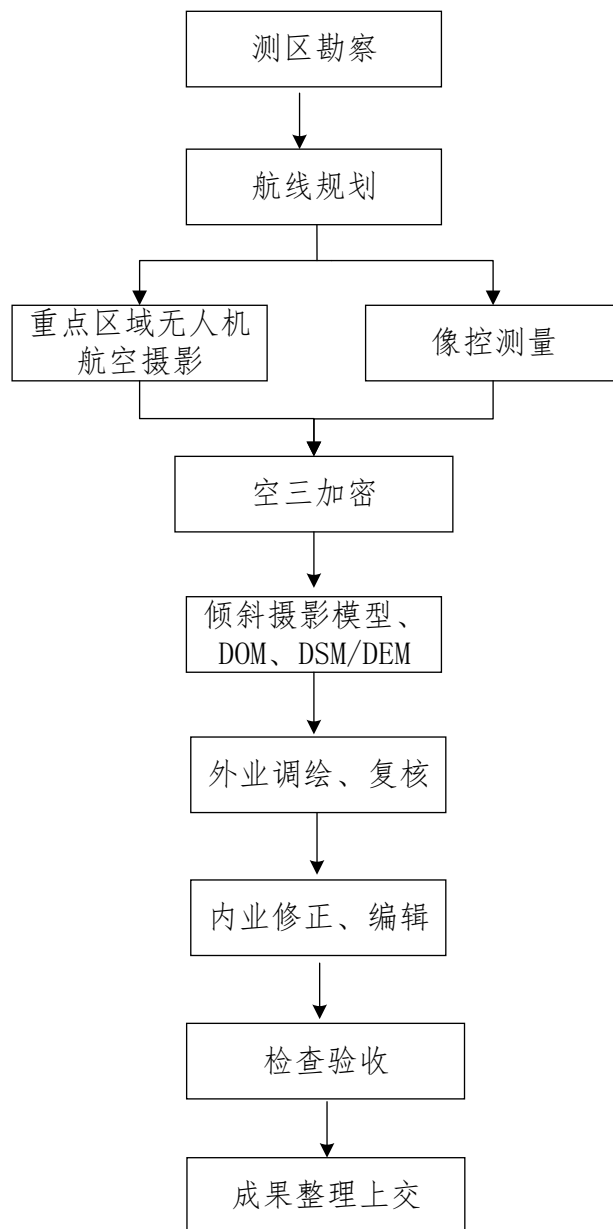 测区勘察
航线规划
重点区域无人机
航空摄影
像控测量
空三加密
倾斜摄影模型、
DOM、DSM/DEM
外业调绘、复核
内业修正、编辑
检查验收
成果整理上交